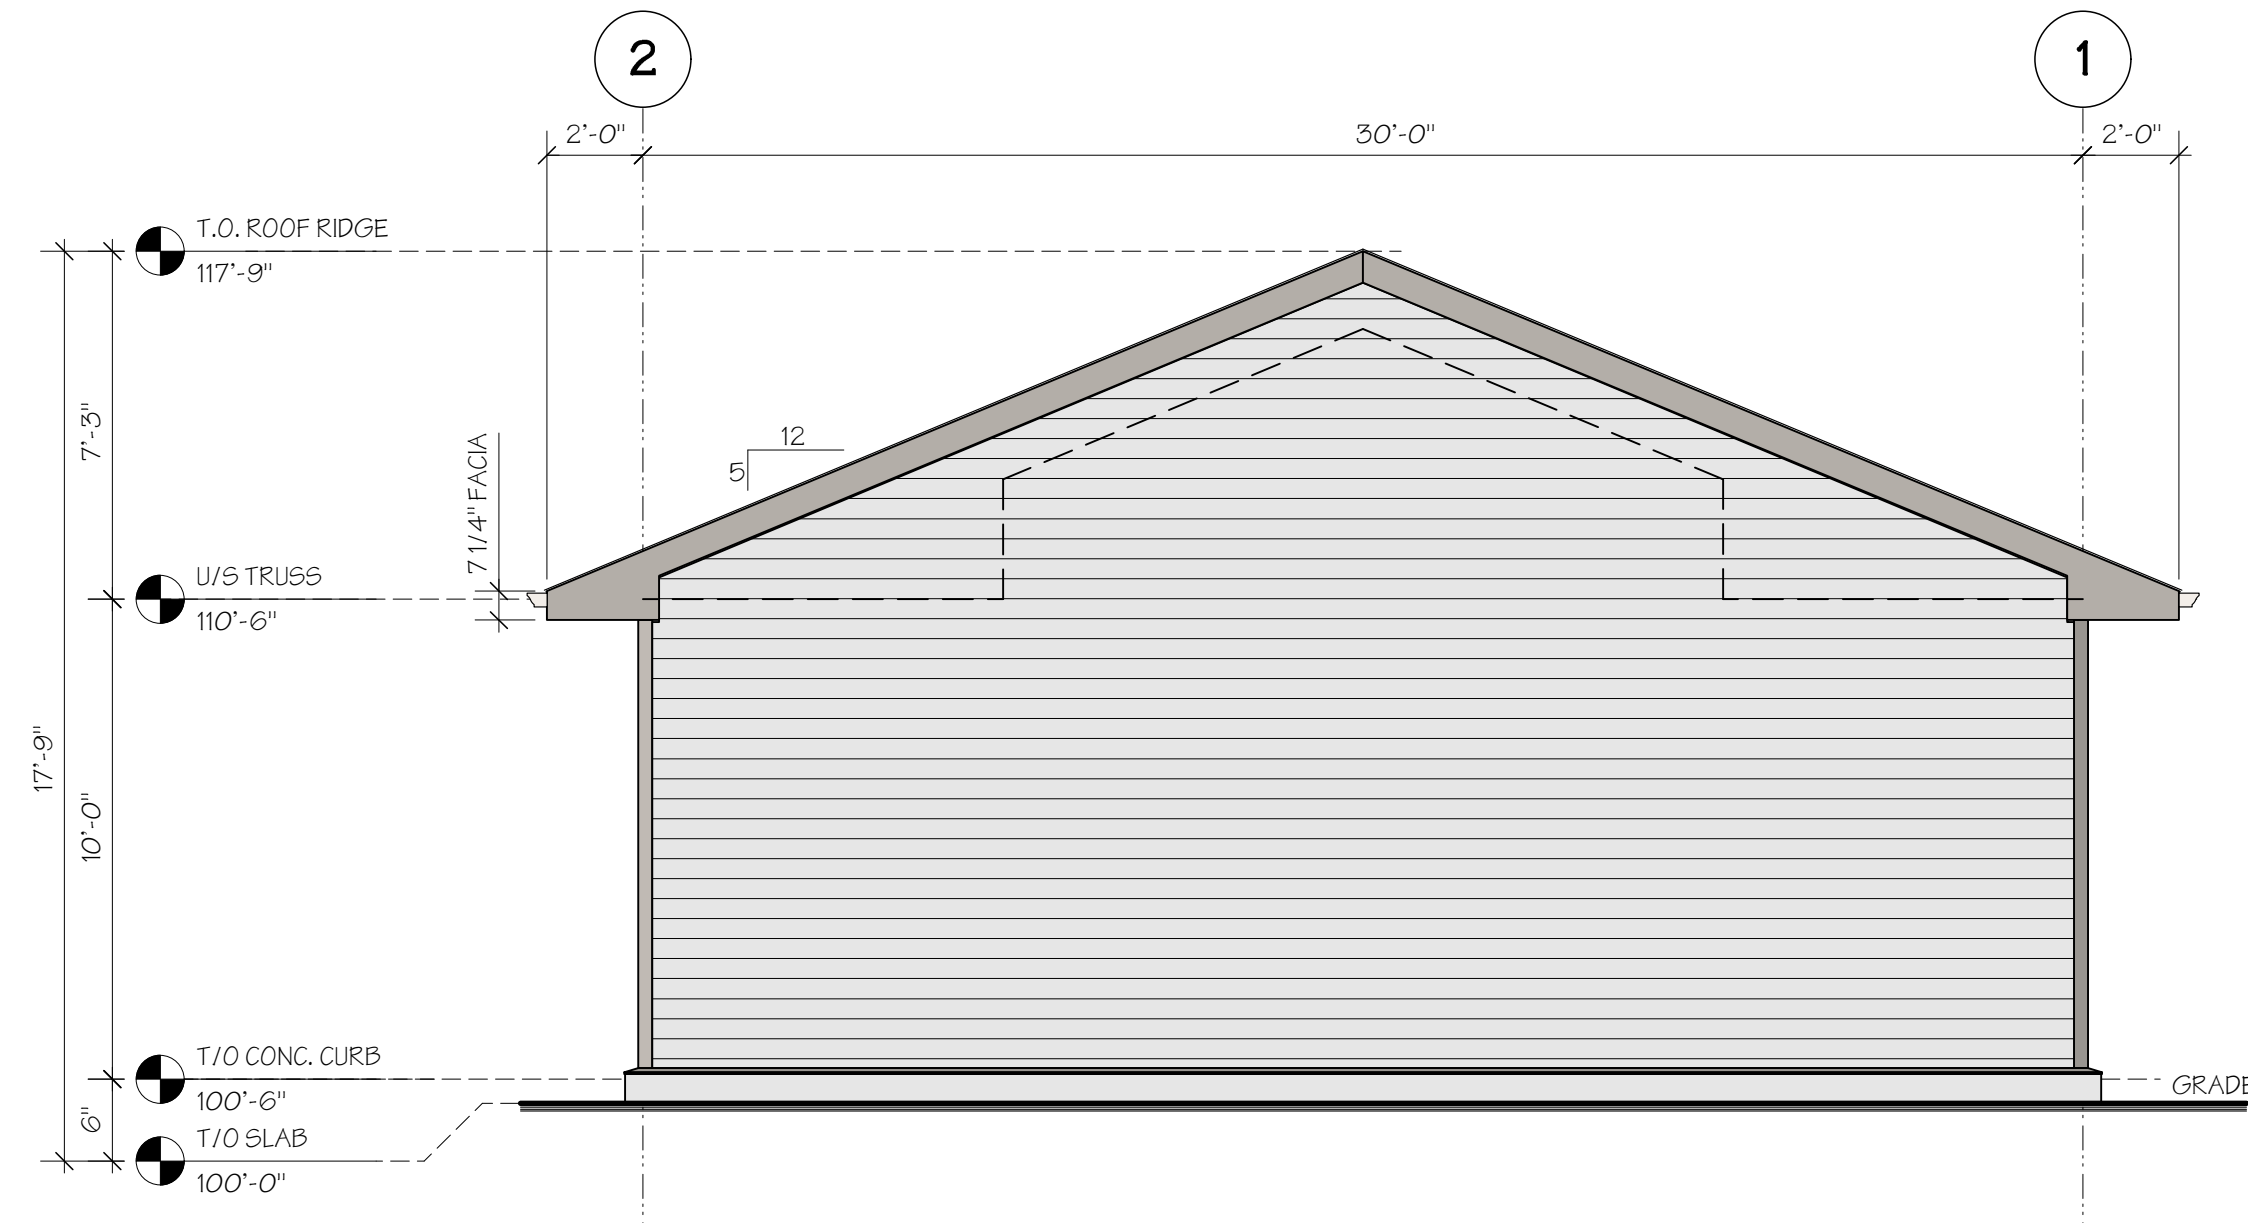 2
1
2'-0"
30'-0"
2'-0"
T.O. ROOF RIDGE
117'-9"
7'-3"
12
5
7 1/4" FACIA
U/S TRUSS
110'-6"
17'-9"
10'-0"
T/O CONC. CURB
100'-6"
GRADE
6"
T/O SLAB
100'-0"